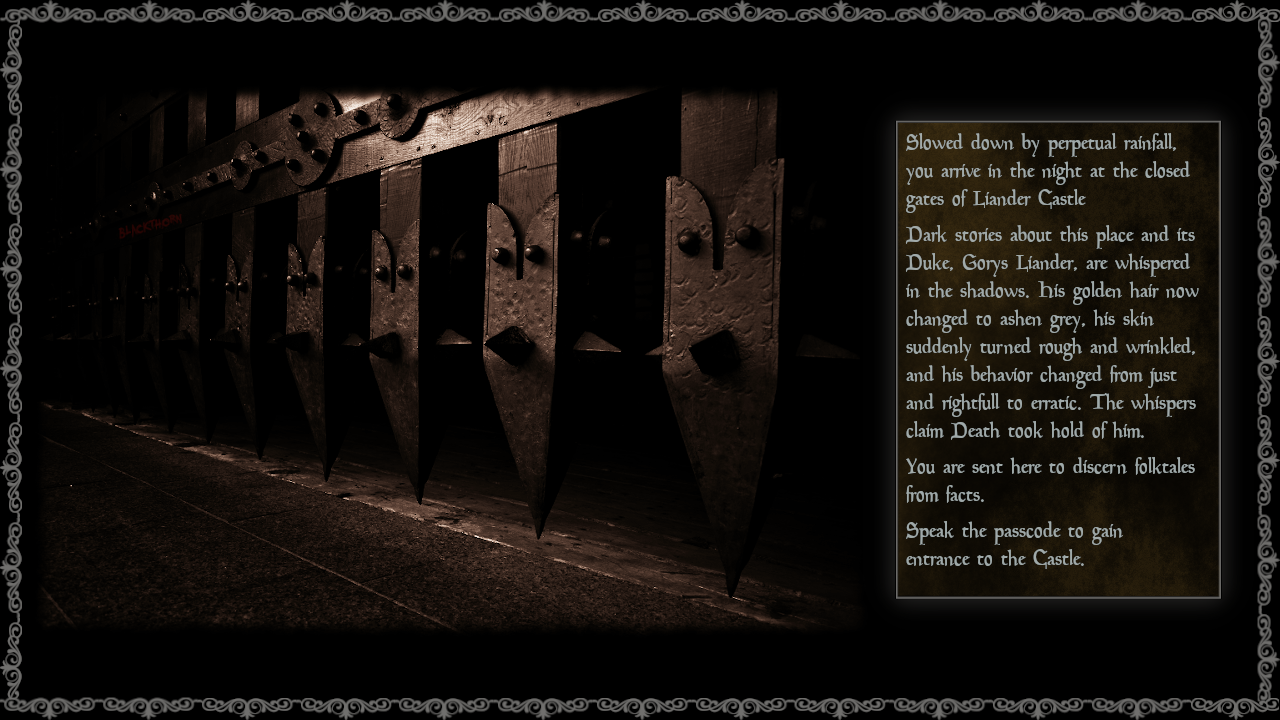 BLACKTHORN
Slowed down by perpetual rainfall,
you arrive in the night at the closed
gates of Liander Castle
Dark stories about this place and its
Duke, Gorys Liander, are whispered
in the shadows. His golden hair now
changed to ashen grey, his skin
suddenly turned rough and wrinkled,
and his behavior changed from just
and rightfull to erratic. The whispers
claim Death took hold of him.
You are sent here to discern folktales
from facts.
Speak the passcode to gain
entrance to the Castle.